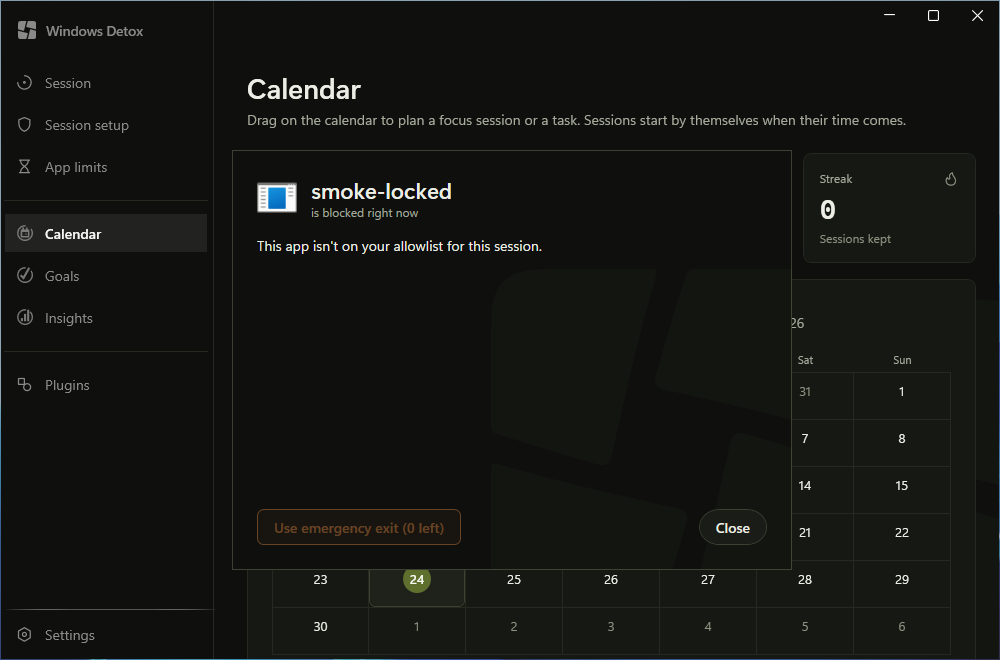 Windows Detox
Session
Session setup
App limits
Calendar
Goals
Insights
Plugins
Settings
Calendar
Drag on the calendar to plan a focus session or a task. Sessions start by themselves when their time comes.
smoke-locked
is blocked right now
This app isn't on your allowlist for this session.
Use emergency exit (0 left)
Close
Streak
0
Sessions kept
26
Sat Sun
31 1
7 8
14 15
21 22
23 24 25 26 27 28 29
30 1 2 3 4 5 6